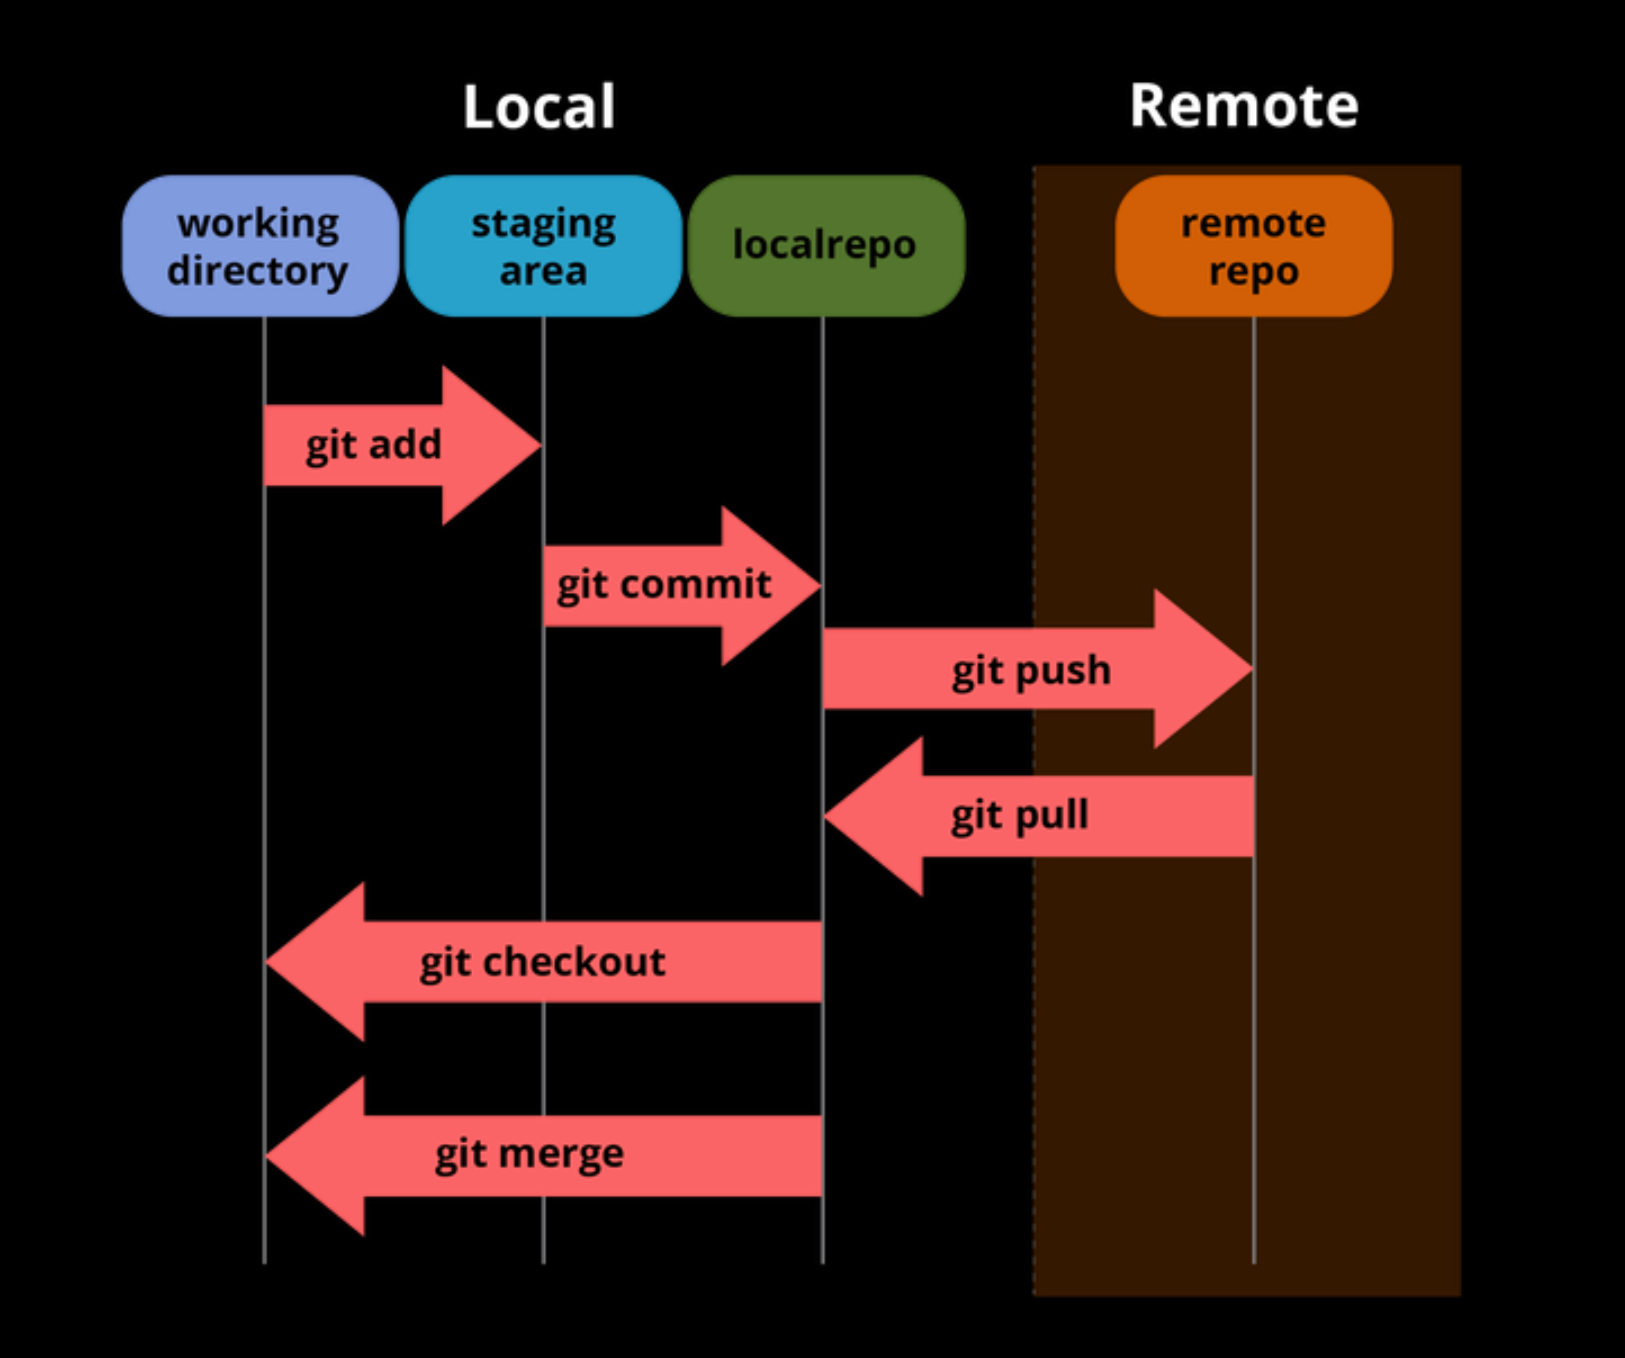 Local
Remote
working
directory
staging
area
localrepo
remote
repo
git add
git commit
git push
git pull
git checkout
git merge